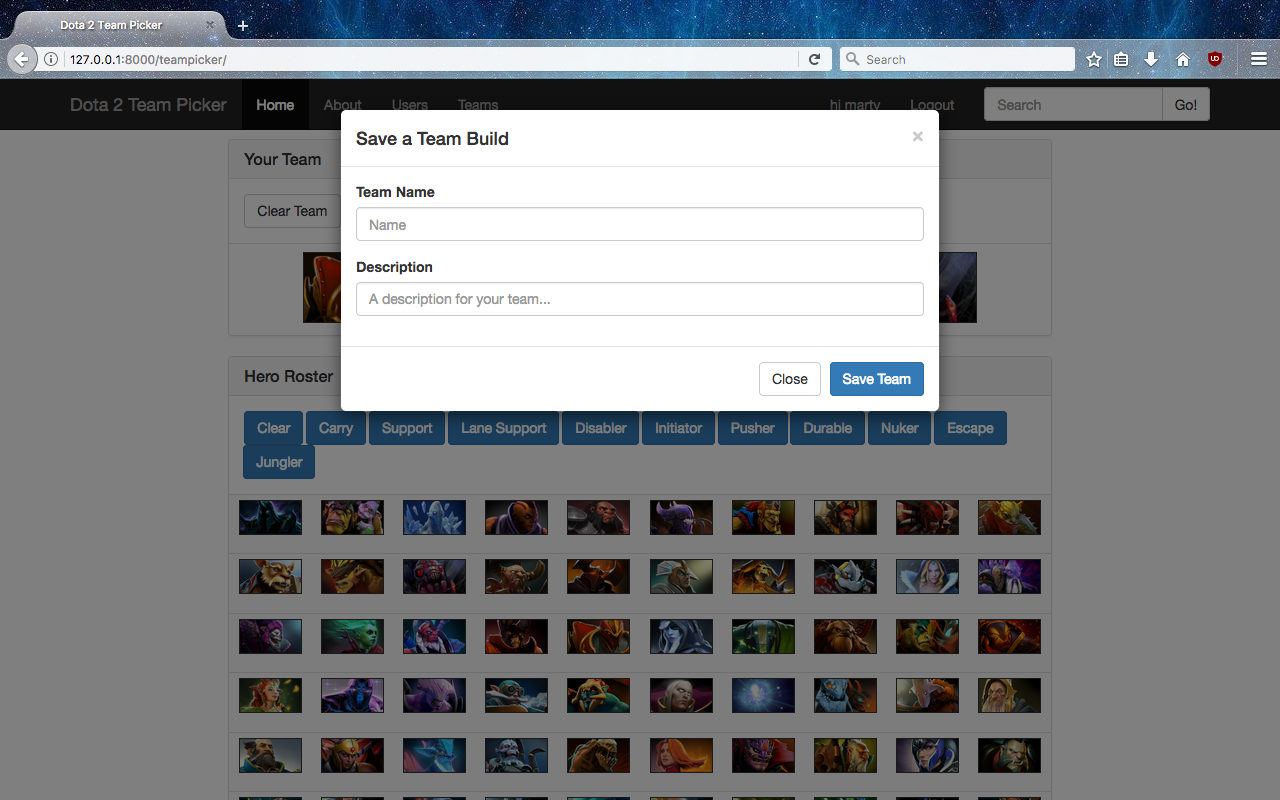 Dota 2 Team Picker
127.0.0.1:8000/teampicker/
Search
Dota 2 Team Picker Home About Users Teams hi marty Logout Search Go!
Save a Team Build ×
Your Team
Team Name
Clear Team
Name
Description
A description for your team...
Close Save Team
Hero Roster
Clear Carry Support Lane Support Disabler Initiator Pusher Durable Nuker Escape
Jungler